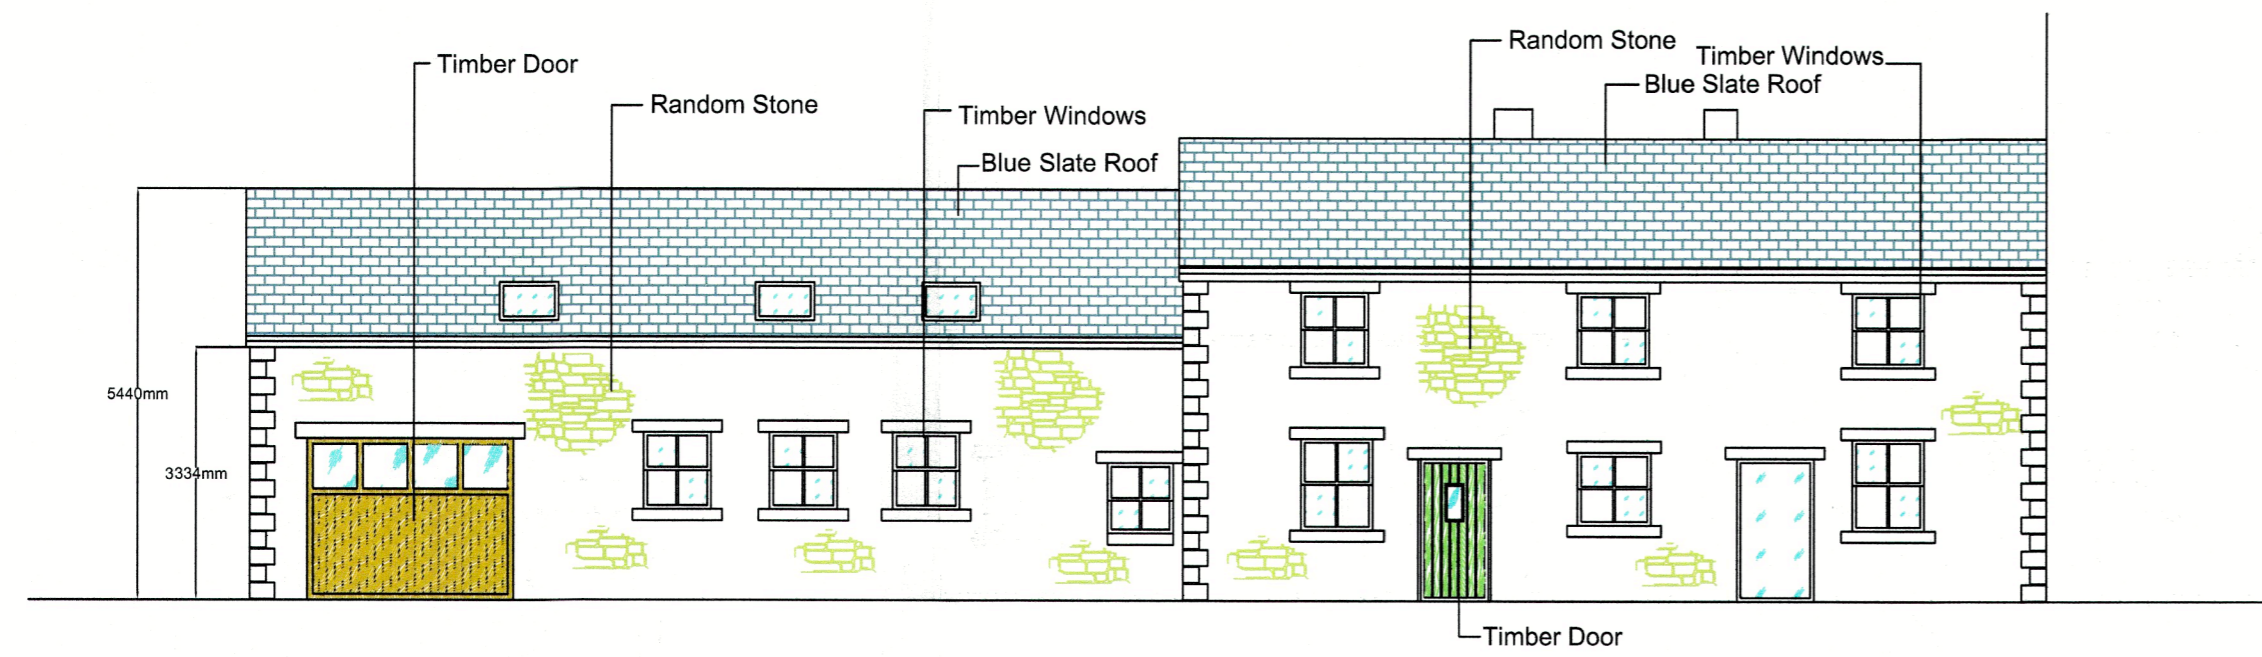 Timber Door
Random Stone
Timber Windows
Blue Slate Roof
Random Stone
Timber Windows
Blue Slate Roof
5440mm
3334mm
Timber Door